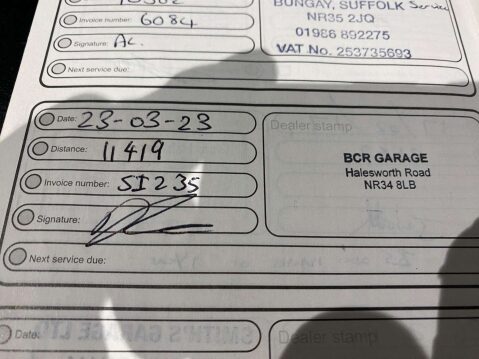 BUNGAY, SUFFOLK Service
NR35 2JQ
01986 892275
VAT No. 253735693
Invoice number: 6084
Signature: AC.
Next service due:
Date: 23-03-23
Distance: 11419
Invoice number: SI235
Signature:
Next service due:
Dealer stamp
BCR GARAGE
Halesworth Road
NR34 8LB
Date:
Dealer stamp